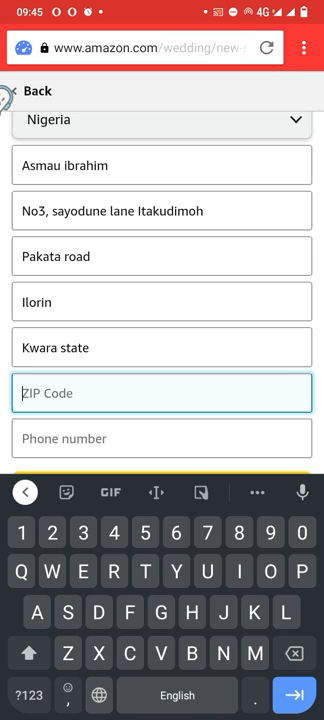 09:45
4G
www.amazon.com/wedding/new-
Back
Nigeria
Asmau ibrahim
No3, sayodune lane Itakudimoh
Pakata road
Ilorin
Kwara state
ZIP Code
Phone number
GIF
1 2 3 4 5 6 7 8 9 0
Q W E R T Y U I O P
A S D F G H J K L
Z X C V B N M
?123 , English .